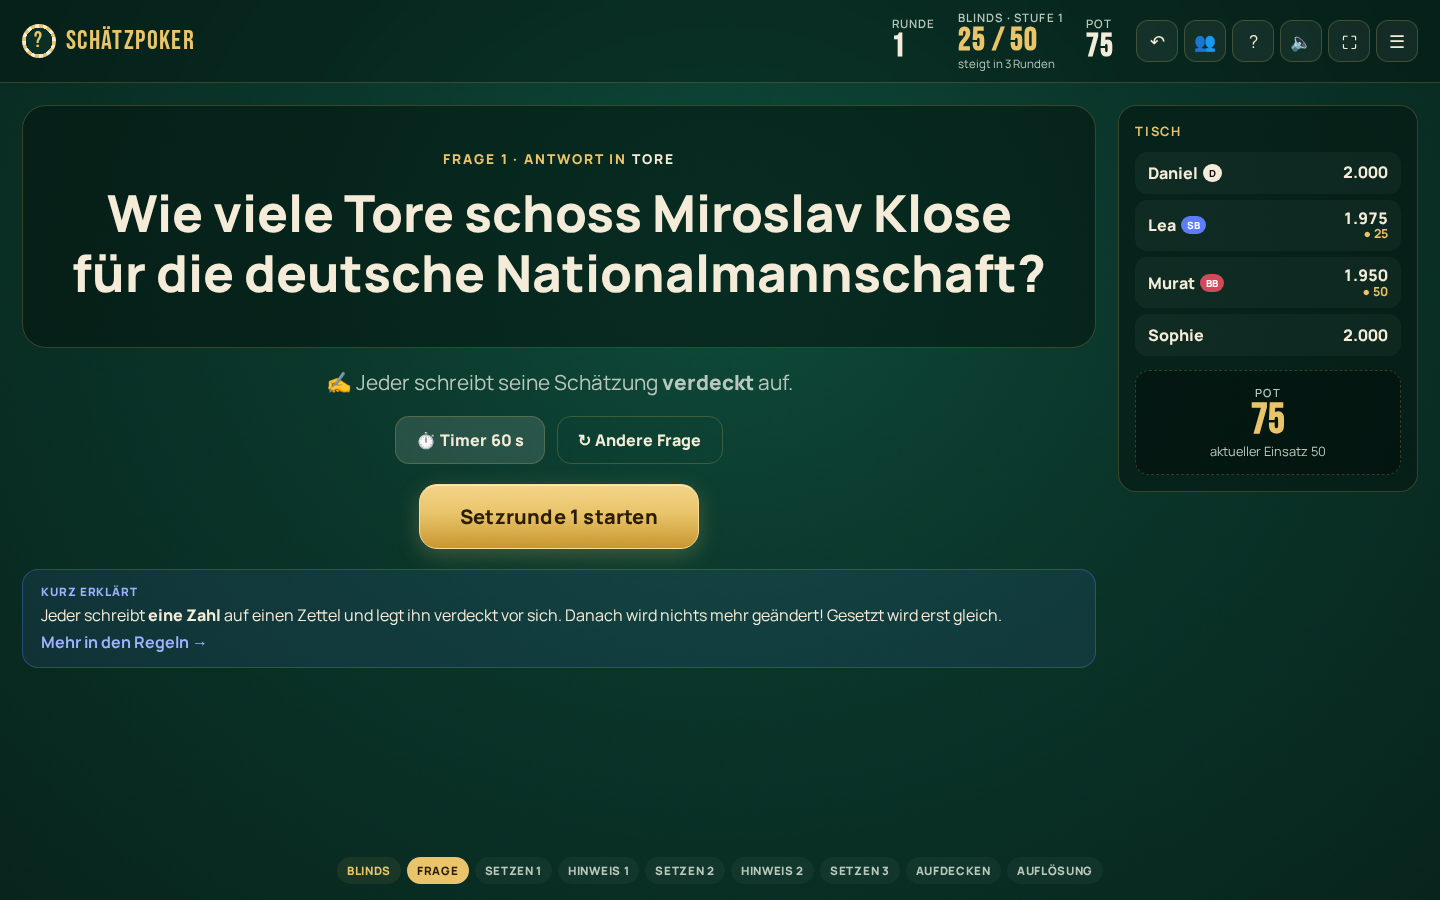 ? SCHÄTZPOKER
RUNDE
1
BLINDS · STUFE 1
25 / 50
steigt in 3 Runden
POT
75
?
FRAGE 1 · ANTWORT IN TORE
Wie viele Tore schoss Miroslav Klose
für die deutsche Nationalmannschaft?
✍️ Jeder schreibt seine Schätzung verdeckt auf.
⏱️ Timer 60 s
↻ Andere Frage
Setzrunde 1 starten
KURZ ERKLÄRT
Jeder schreibt eine Zahl auf einen Zettel und legt ihn verdeckt vor sich. Danach wird nichts mehr geändert! Gesetzt wird erst gleich.
Mehr in den Regeln →
TISCH
Daniel D 2.000
Lea SB 1.975
● 25
Murat BB 1.950
● 50
Sophie 2.000
POT
75
aktueller Einsatz 50
BLINDS FRAGE SETZEN 1 HINWEIS 1 SETZEN 2 HINWEIS 2 SETZEN 3 AUFDECKEN AUFLÖSUNG